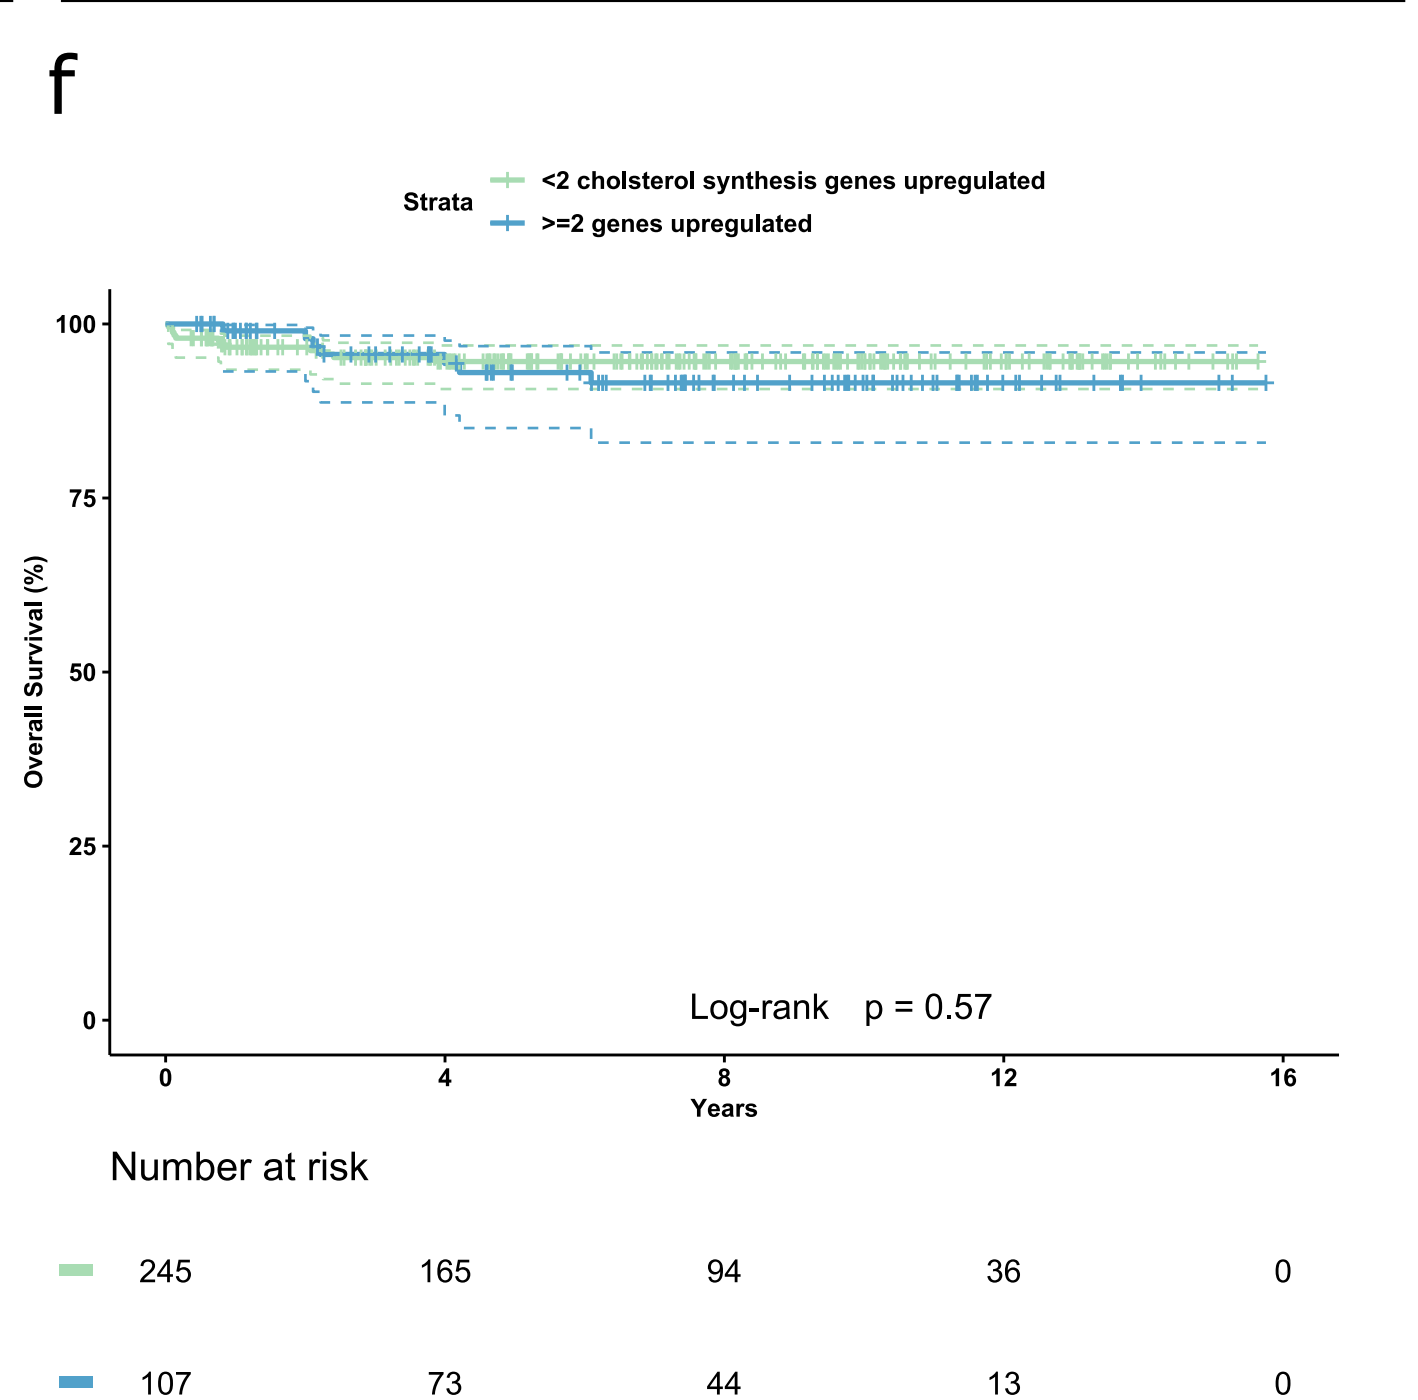 f
Strata
<2 cholsterol synthesis genes upregulated
>=2 genes upregulated
100
75
50
25
0
Overall Survival (%)
Log-rank p = 0.57
0 4 8 12 16
Years
Number at risk
245 165 94 36 0
107 73 44 13 0